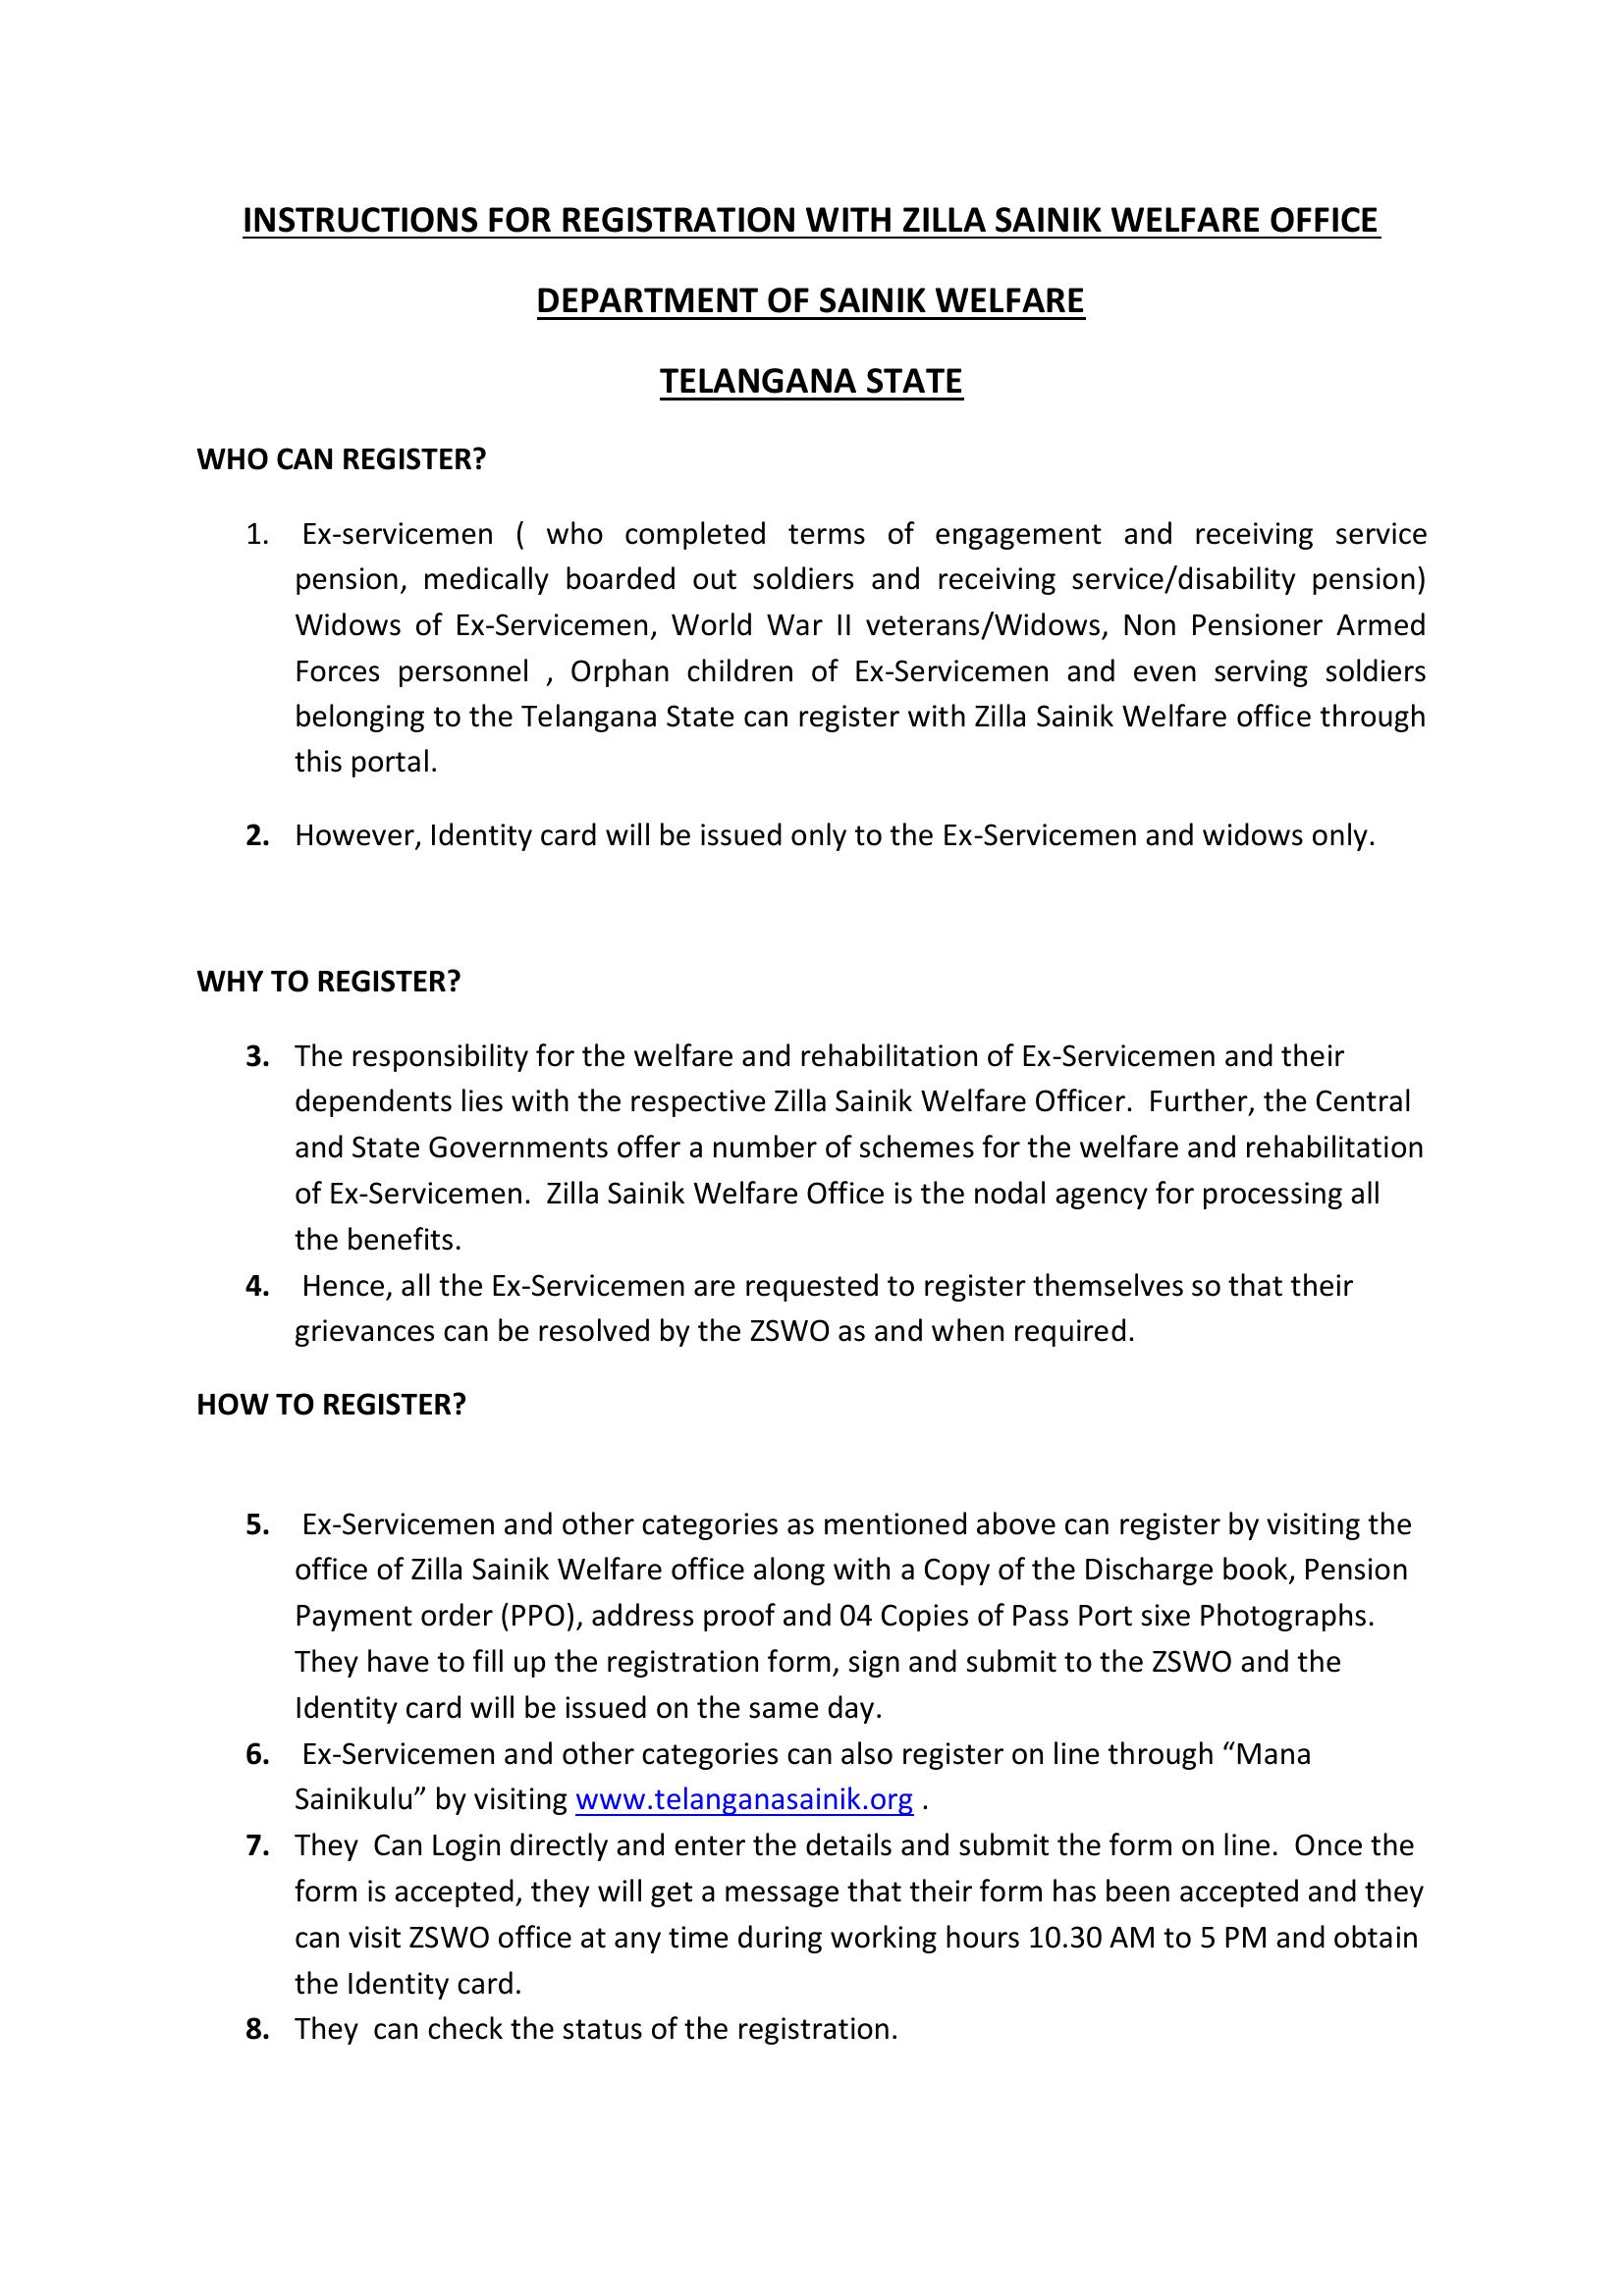 INSTRUCTIONS FOR REGISTRATION WITH ZILLA SAINIK WELFARE OFFICE
DEPARTMENT OF SAINIK WELFARE
TELANGANA STATE
WHO CAN REGISTER?
1. Ex-servicemen ( who completed terms of engagement and receiving service
pension, medically boarded out soldiers and receiving service/disability pension)
Widows of Ex-Servicemen, World War II veterans/Widows, Non Pensioner Armed
Forces personnel , Orphan children of Ex-Servicemen and even serving soldiers
belonging to the Telangana State can register with Zilla Sainik Welfare office through
this portal.
2. However, Identity card will be issued only to the Ex-Servicemen and widows only.
WHY TO REGISTER?
3. The responsibility for the welfare and rehabilitation of Ex-Servicemen and their
dependents lies with the respective Zilla Sainik Welfare Officer. Further, the Central
and State Governments offer a number of schemes for the welfare and rehabilitation
of Ex-Servicemen. Zilla Sainik Welfare Office is the nodal agency for processing all
the benefits.
4. Hence, all the Ex-Servicemen are requested to register themselves so that their
grievances can be resolved by the ZSWO as and when required.
HOW TO REGISTER?
5. Ex-Servicemen and other categories as mentioned above can register by visiting the
office of Zilla Sainik Welfare office along with a Copy of the Discharge book, Pension
Payment order (PPO), address proof and 04 Copies of Pass Port sixe Photographs.
They have to fill up the registration form, sign and submit to the ZSWO and the
Identity card will be issued on the same day.
6. Ex-Servicemen and other categories can also register on line through “Mana
Sainikulu” by visiting www.telanganasainik.org .
7. They Can Login directly and enter the details and submit the form on line. Once the
form is accepted, they will get a message that their form has been accepted and they
can visit ZSWO office at any time during working hours 10.30 AM to 5 PM and obtain
the Identity card.
8. They can check the status of the registration.